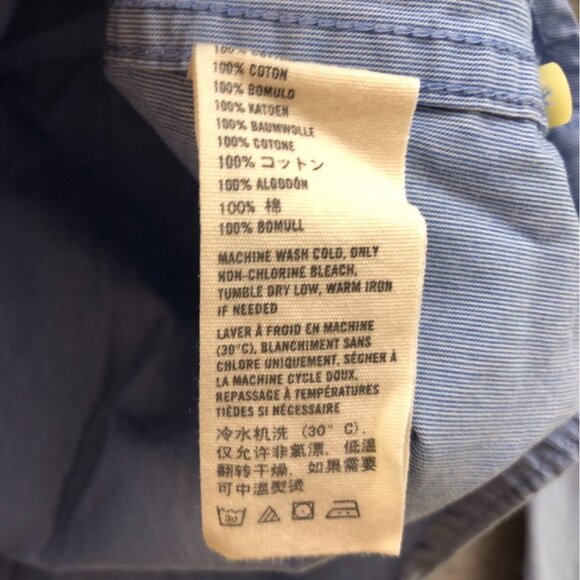 100% COTON
100% BOMULD
100% KATOEN
100% BAUMWOLLE
100% COTONE
100% コットン
100% ALGODÓN
100% 棉
100% BOMULL
MACHINE WASH COLD, ONLY
NON-CHLORINE BLEACH,
TUMBLE DRY LOW, WARM IRON
IF NEEDED
LAVER À FROID EN MACHINE
(30°C), BLANCHIMENT SANS
CHLORE UNIQUEMENT, SÉCHER À
LA MACHINE CYCLE DOUX,
REPASSAGE À TEMPÉRATURES
TIÈDES SI NÉCESSAIRE
冷水机洗 (30° C).
仅允许非氯漂, 低温
翻转干燥, 如果需要
可中温熨烫
30